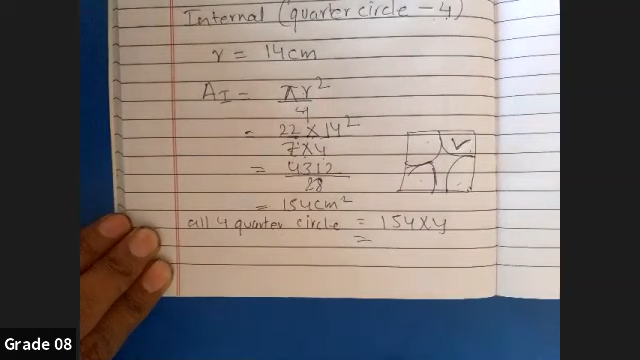 Internal (quarter circle - 4)
r = 14cm
A_I = πr²/4
= 22 × 14²/7 × 4
= 4312/28
= 154cm²
all 4 quarter circle = 154 × 4
=
Grade 08